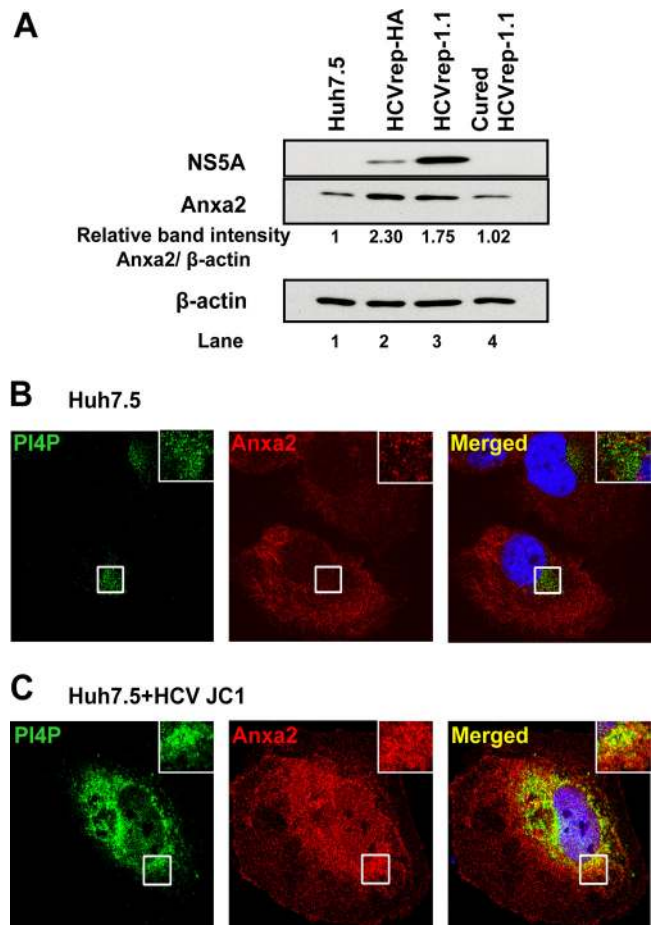 A
Huh7.5
HCVrep-HA
HCVrep-1.1
Cured
HCVrep-1.1
NS5A
Anxa2
Relative band intensity
Anxa2/ β-actin
1 2.30 1.75 1.02
β-actin
Lane 1 2 3 4
B Huh7.5
PI4P Anxa2 Merged
C Huh7.5+HCV JC1
PI4P Anxa2 Merged